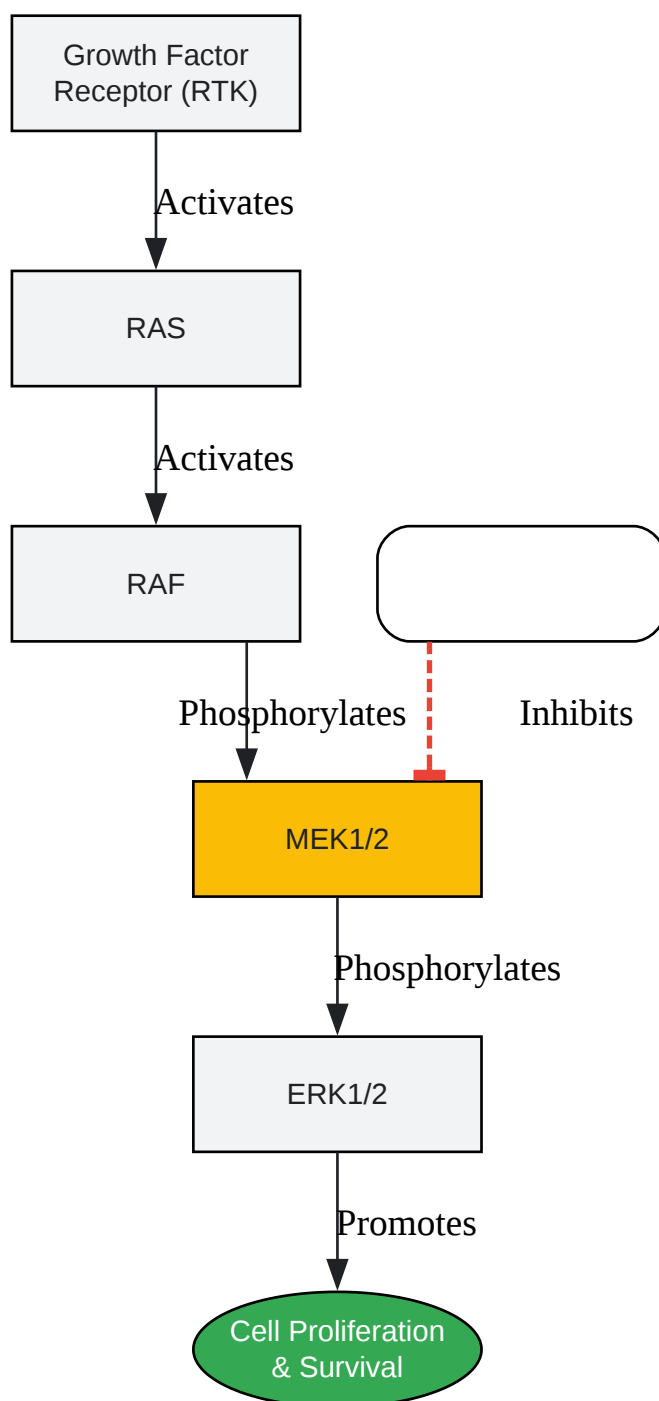 Growth Factor
Receptor (RTK)
Activates
RAS
Activates
RAF
Phosphorylates
Inhibits
MEK1/2
Phosphorylates
ERK1/2
Promotes
Cell Proliferation
& Survival